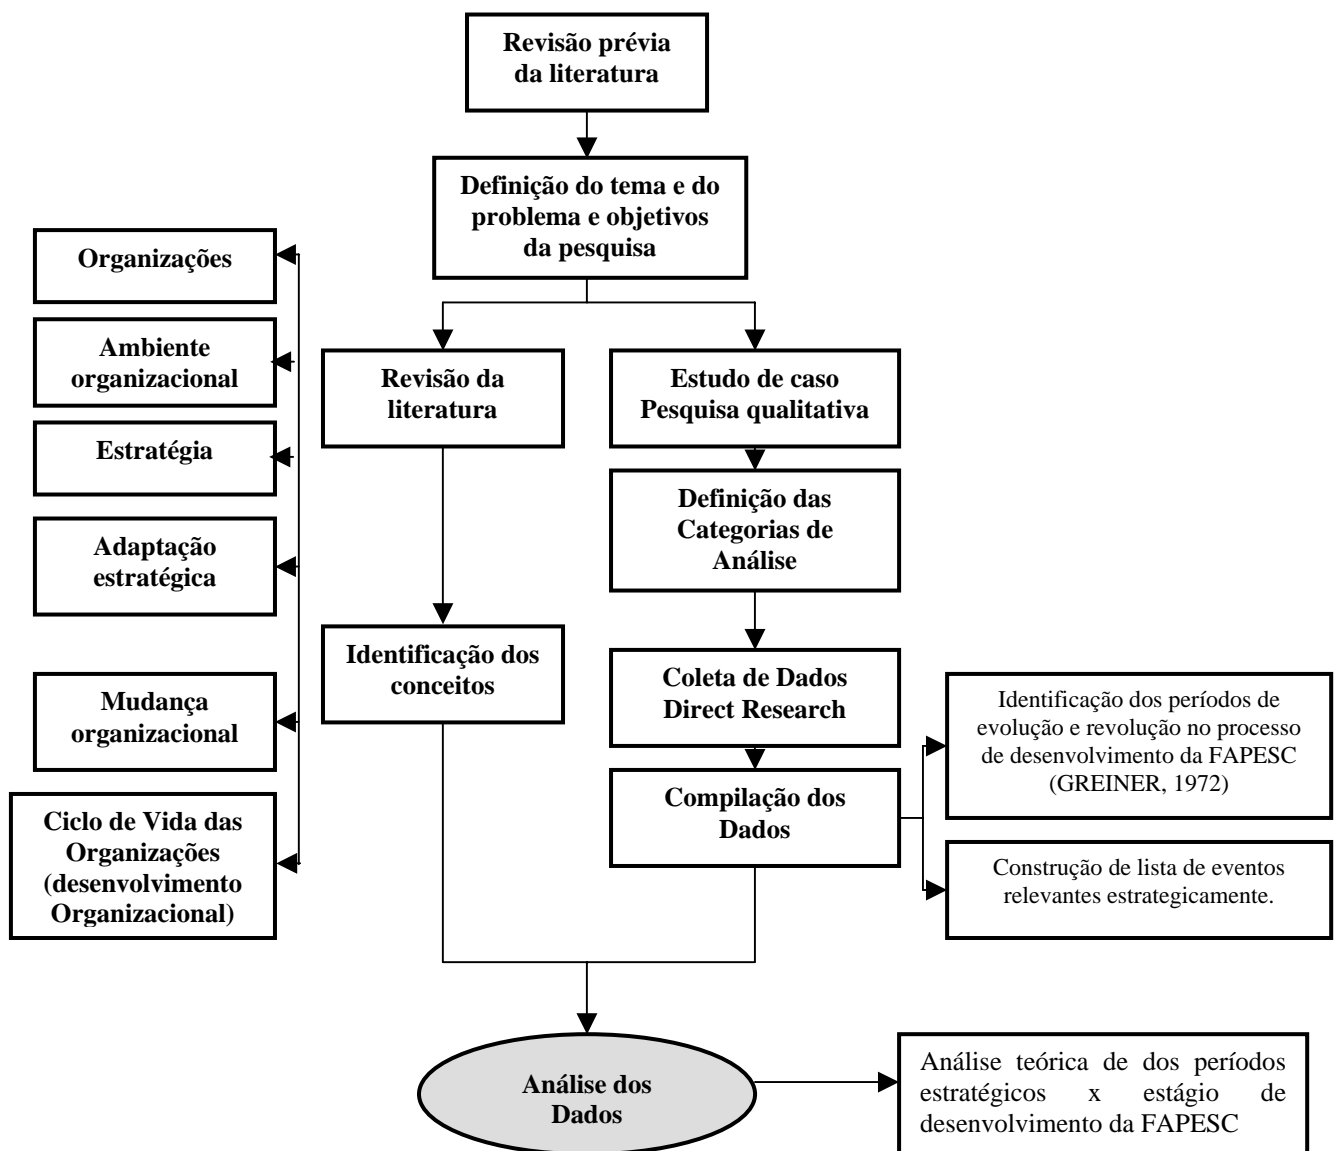 Revisão prévia
da literatura
Definição do tema e do
problema e objetivos
da pesquisa
Organizações
Ambiente
organizacional
Estratégia
Adaptação
estratégica
Mudança
organizacional
Ciclo de Vida das
Organizações
(desenvolvimento
Organizacional)
Revisão da
literatura
Identificação dos
conceitos
Estudo de caso
Pesquisa qualitativa
Definição das
Categorias de
Análise
Coleta de Dados
Direct Research
Compilação dos
Dados
Identificação dos períodos de
evolução e revolução no processo
de desenvolvimento da FAPESC
(GREINER, 1972)
Construção de lista de eventos
relevantes estrategicamente.
Análise dos
Dados
Análise teórica de dos períodos
estratégicos x estágio de
desenvolvimento da FAPESC